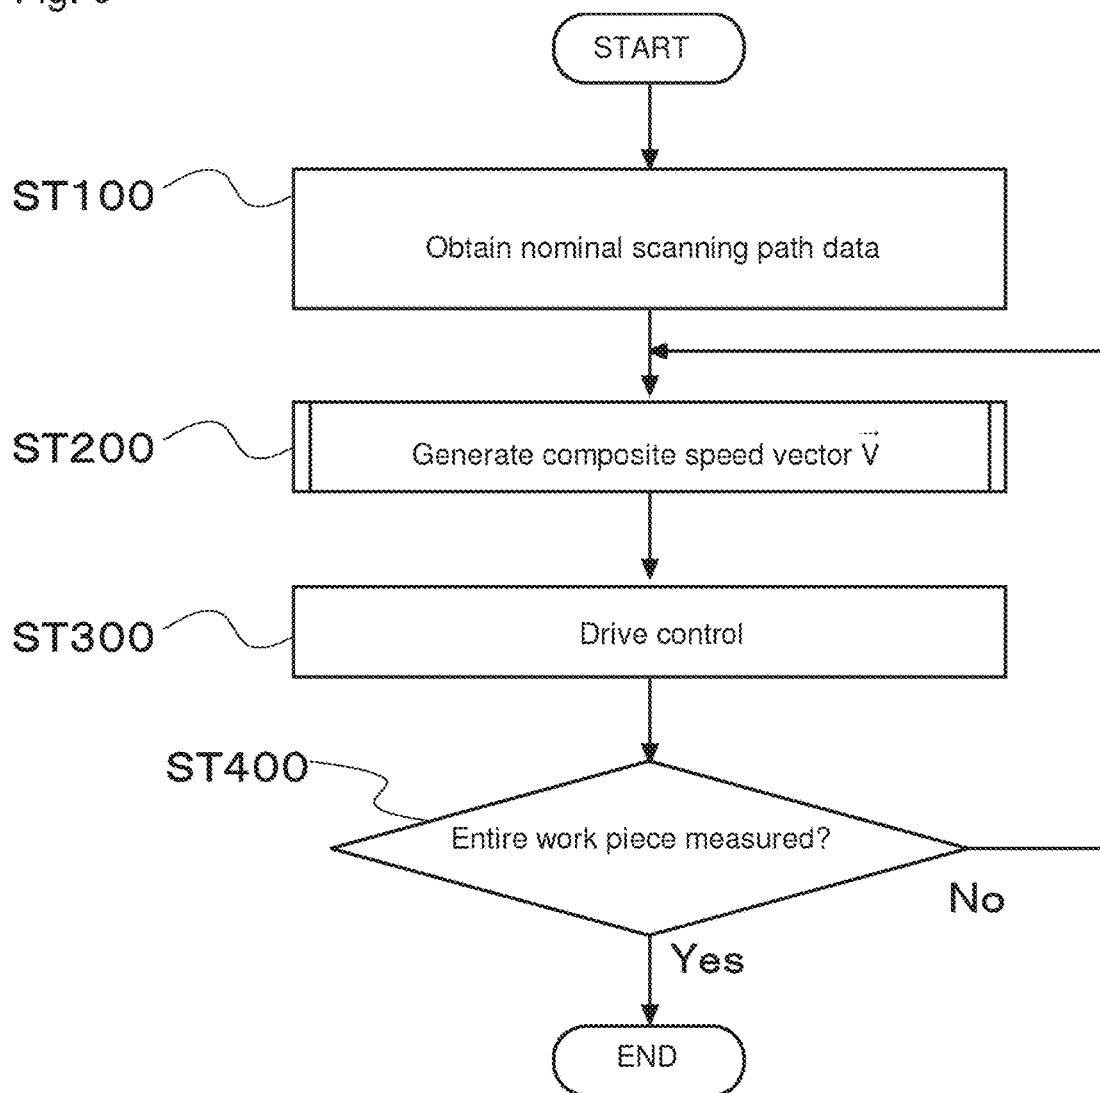 START
ST100
Obtain nominal scanning path data
ST200
Generate composite speed vector V⃗
ST300
Drive control
ST400
Entire work piece measured?
No
Yes
END